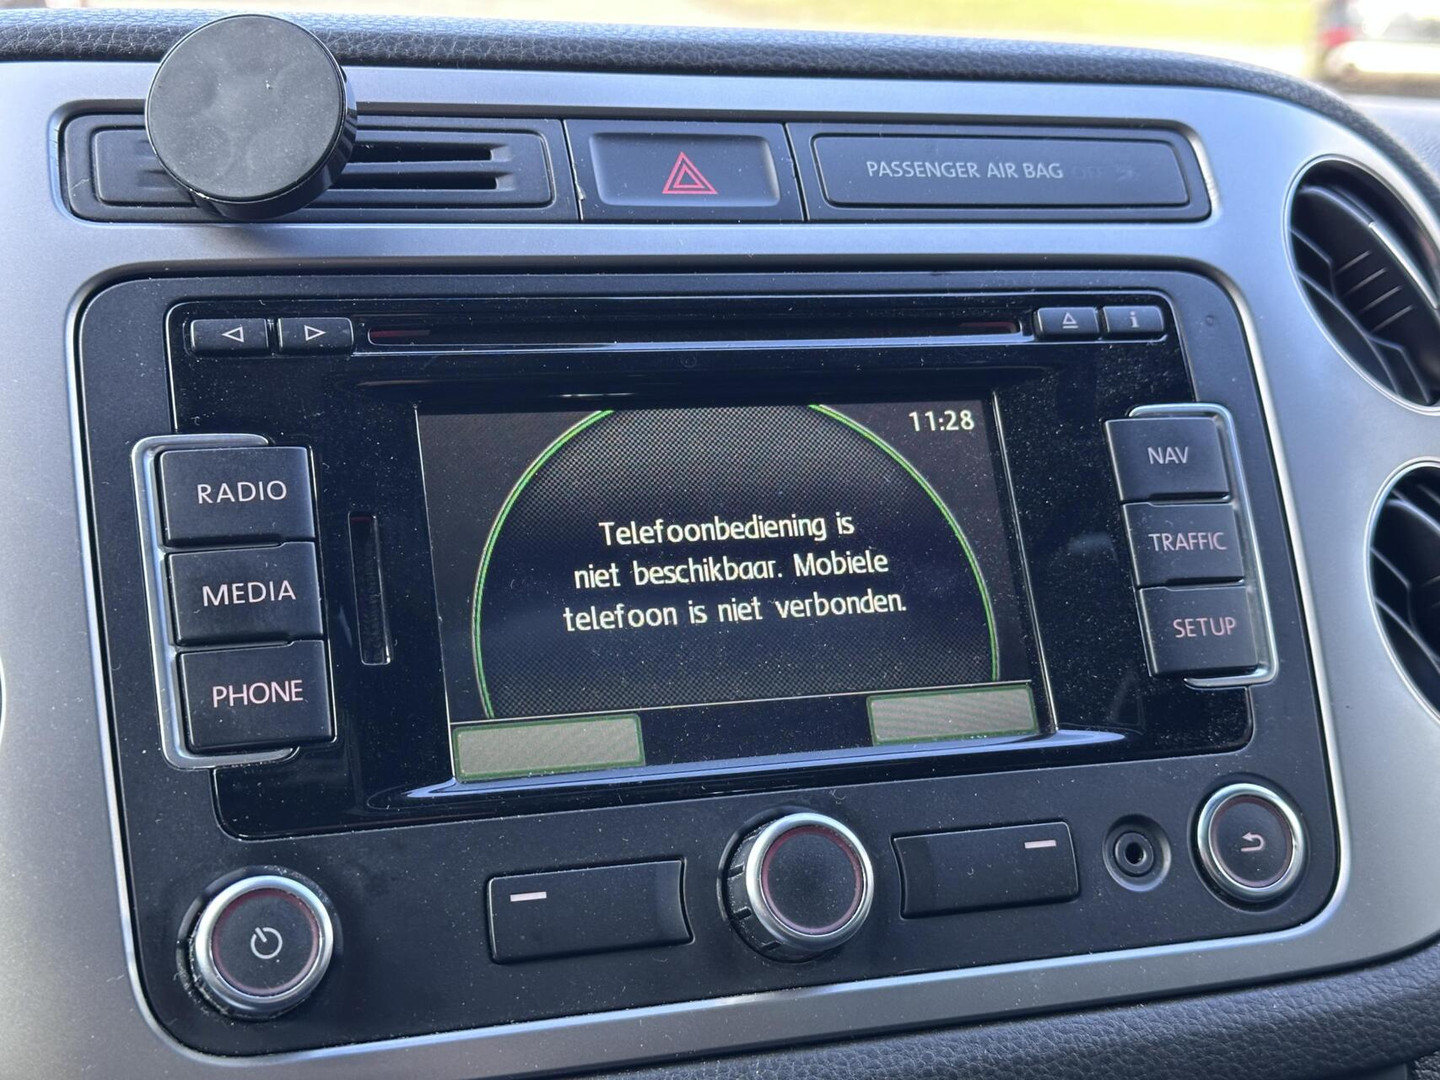 PASSENGER AIR BAG OFF
i
11:28
RADIO
MEDIA
PHONE
Telefoonbediening is
niet beschikbaar. Mobiele
telefoon is niet verbonden.
NAV
TRAFFIC
SETUP